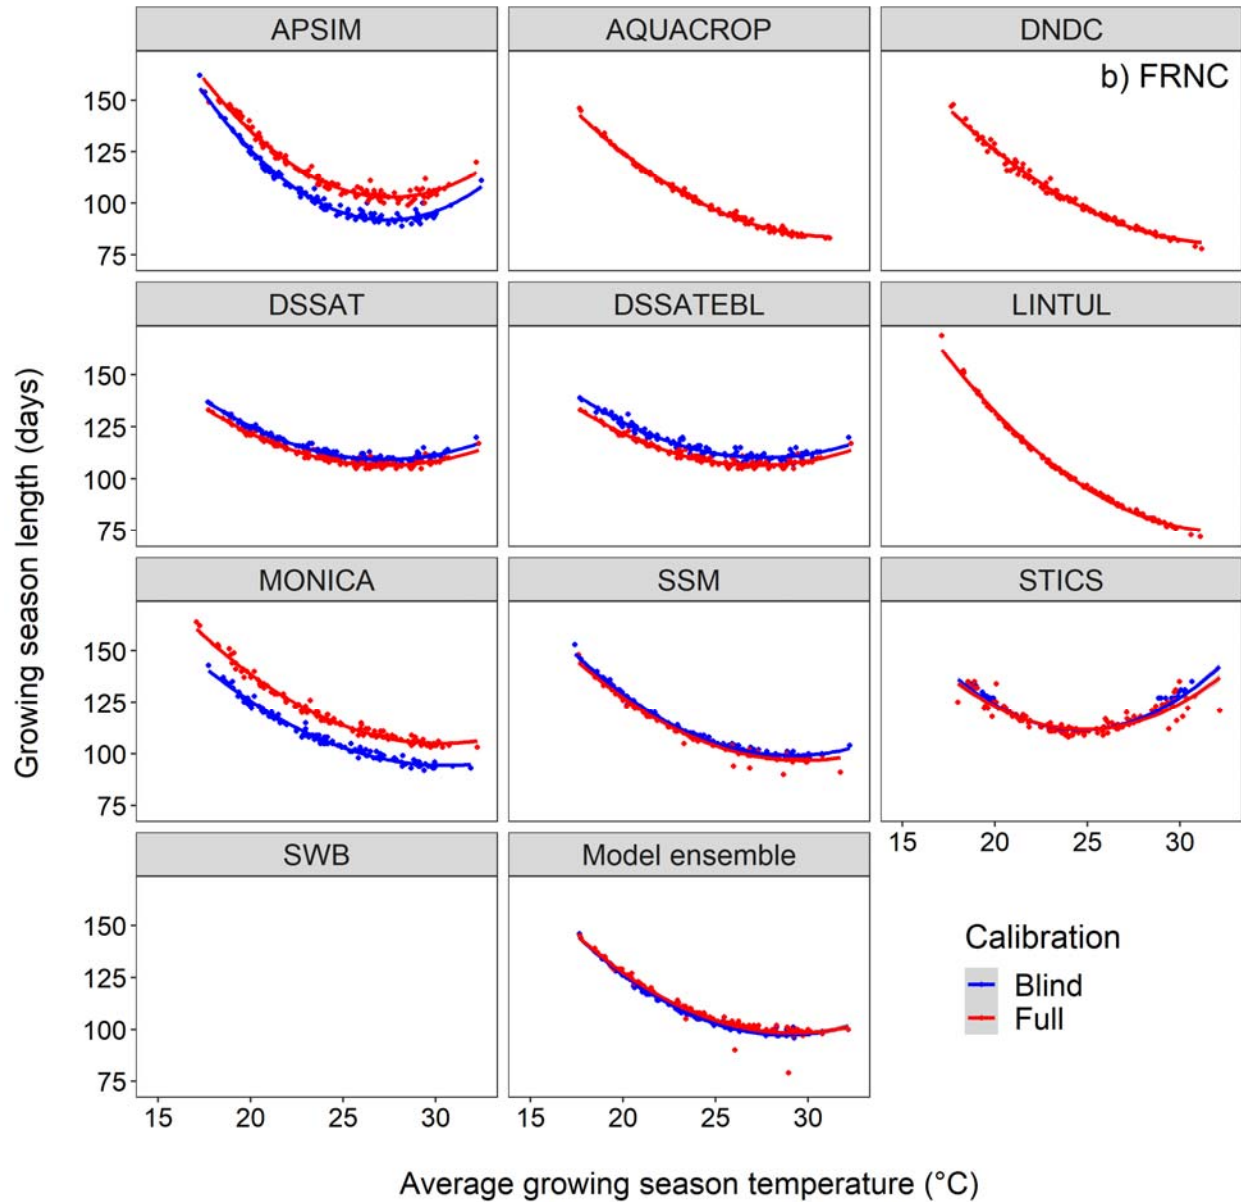 APSIM AQUACROP DNDC
b) FRNC
150
125
100
75
DSSAT DSSATEBL LINTUL
150
125
100
75
MONICA SSM STICS
150
125
100
75
15 20 25 30
SWB Model ensemble
150
125
100
75
15 20 25 30 15 20 25 30
Calibration
Blind
Full
Growing season length (days)
Average growing season temperature (°C)